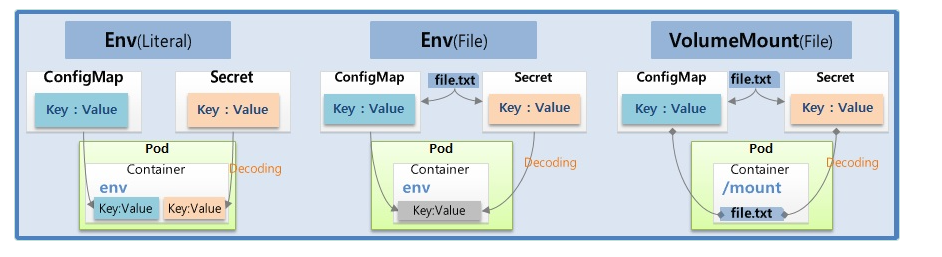 Env(Literal)
ConfigMap
Secret
Key : Value
Key : Value
Pod
Container
Decoding
env
Key:Value
Key:Value
Env(File)
ConfigMap
file.txt
Secret
Key : Value
Key : Value
Pod
Container
Decoding
env
Key:Value
VolumeMount(File)
ConfigMap
file.txt
Secret
Key : Value
Key : Value
Pod
Container
Decoding
/mount
file.txt